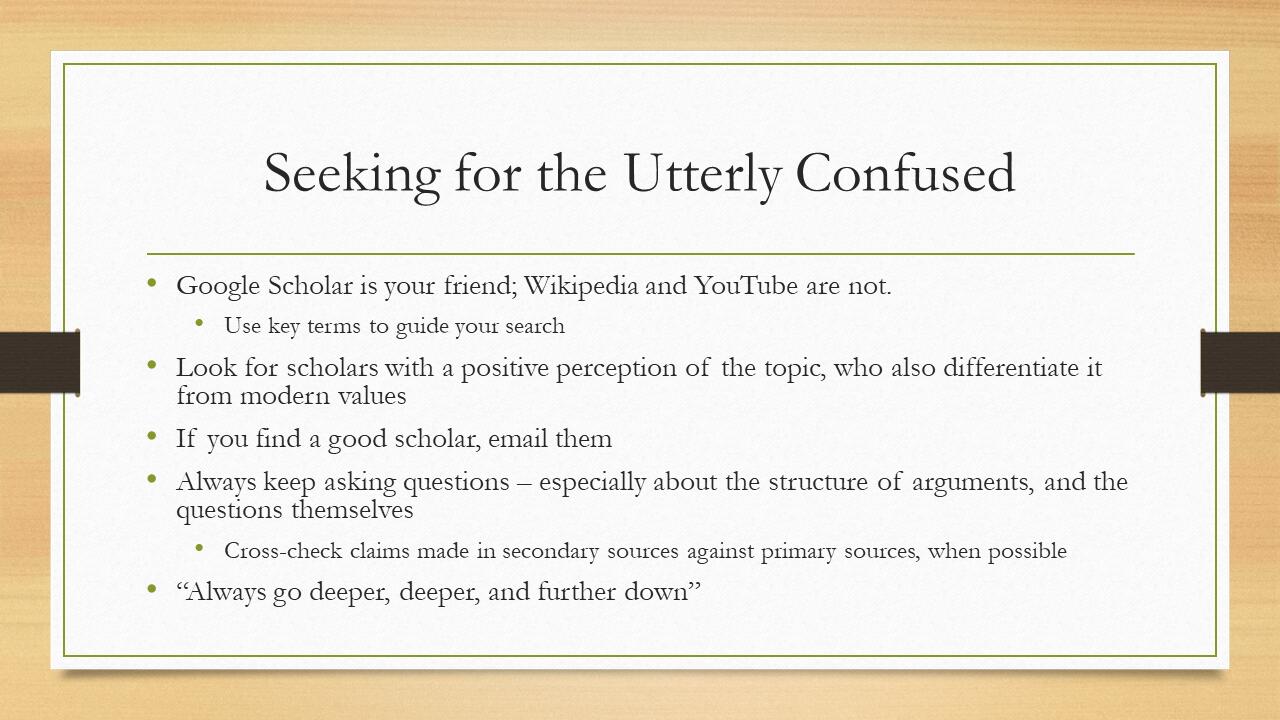 Seeking for the Utterly Confused
• Google Scholar is your friend; Wikipedia and YouTube are not.
• Use key terms to guide your search
• Look for scholars with a positive perception of the topic, who also differentiate it
from modern values
• If you find a good scholar, email them
• Always keep asking questions – especially about the structure of arguments, and the
questions themselves
• Cross-check claims made in secondary sources against primary sources, when possible
• “Always go deeper, deeper, and further down”